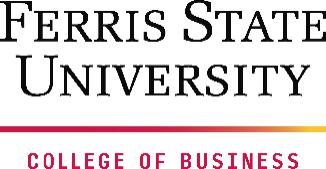 FERRIS STATE
UNIVERSITY
COLLEGE OF BUSINESS